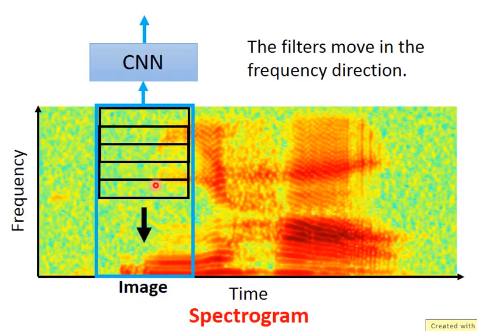 CNN
The filters move in the
frequency direction.
Frequency
Image
Time
Spectrogram
Created with